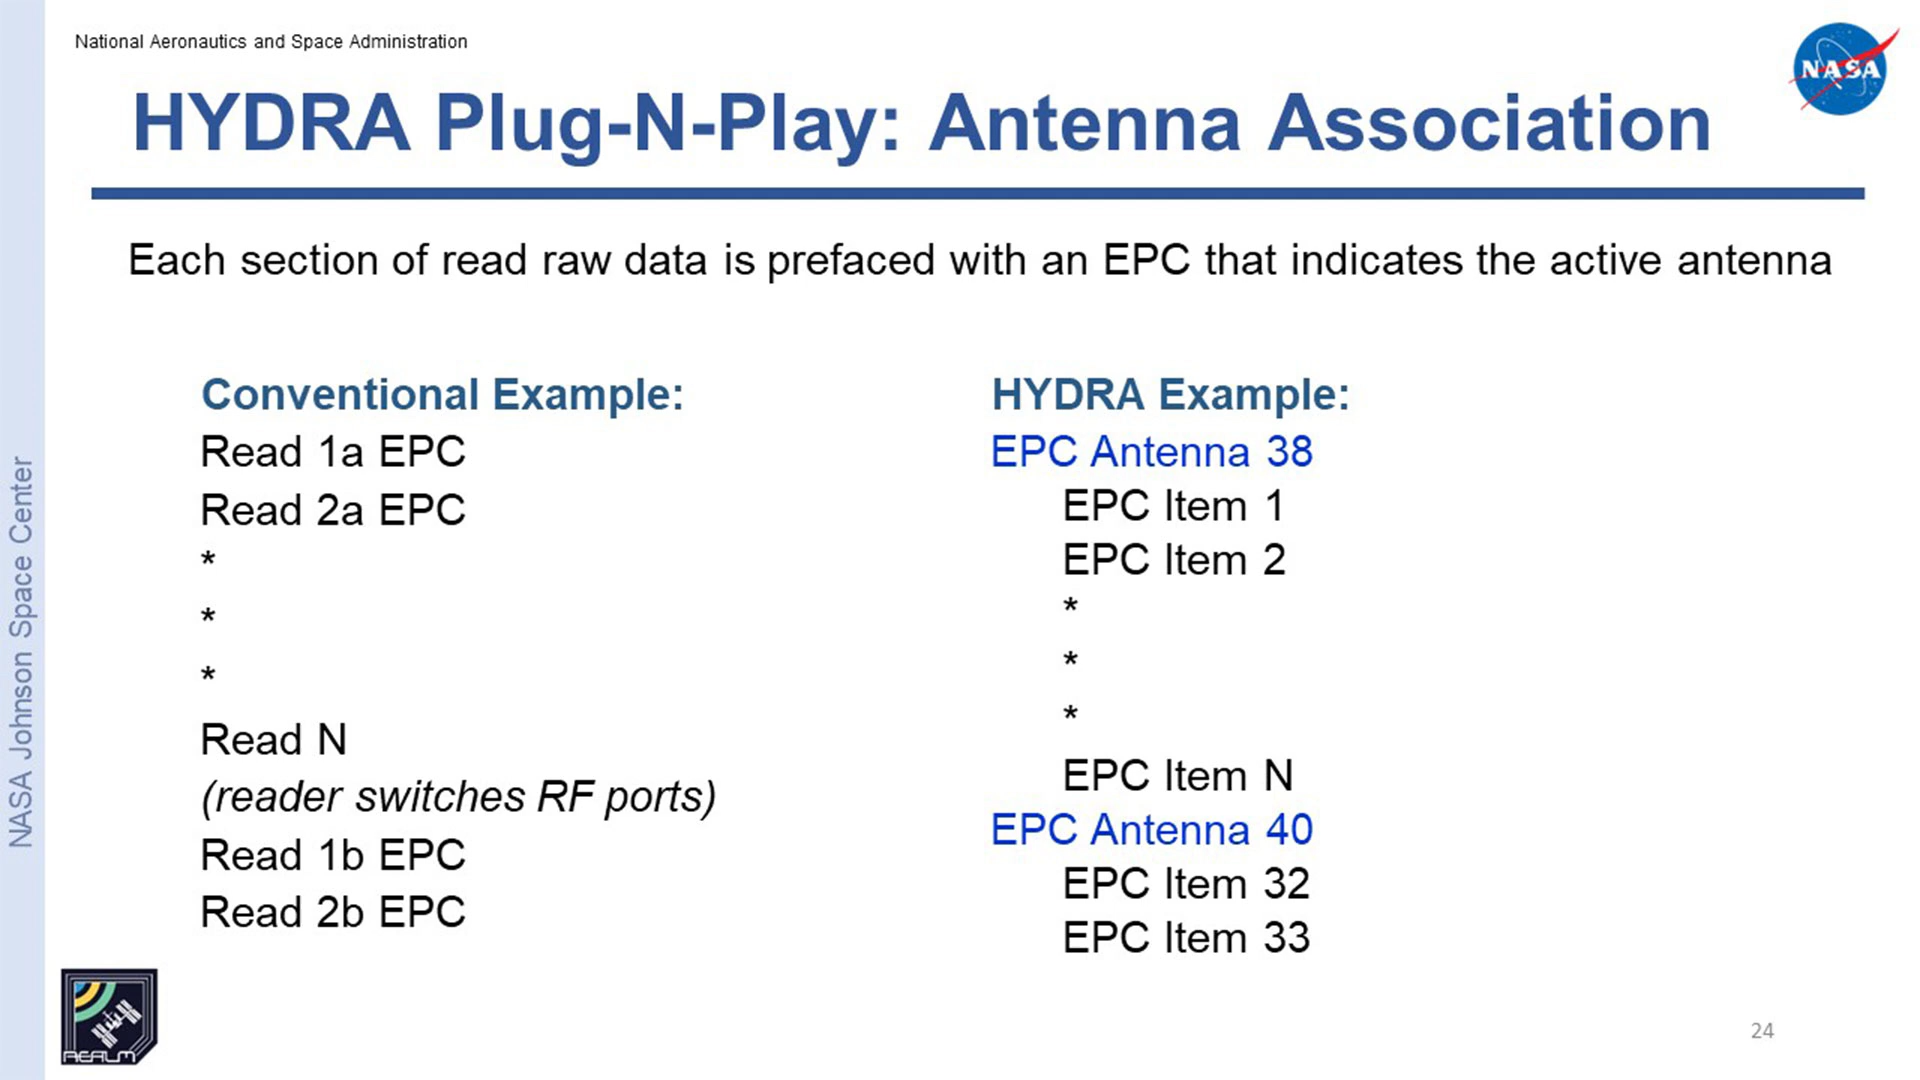 National Aeronautics and Space Administration
NASA
HYDRA Plug-N-Play: Antenna Association
Each section of read raw data is prefaced with an EPC that indicates the active antenna
Conventional Example:
Read 1a EPC
Read 2a EPC
*
*
*
Read N
(reader switches RF ports)
Read 1b EPC
Read 2b EPC
HYDRA Example:
EPC Antenna 38
EPC Item 1
EPC Item 2
*
*
*
EPC Item N
EPC Antenna 40
EPC Item 32
EPC Item 33
NASA Johnson Space Center
REALM
24